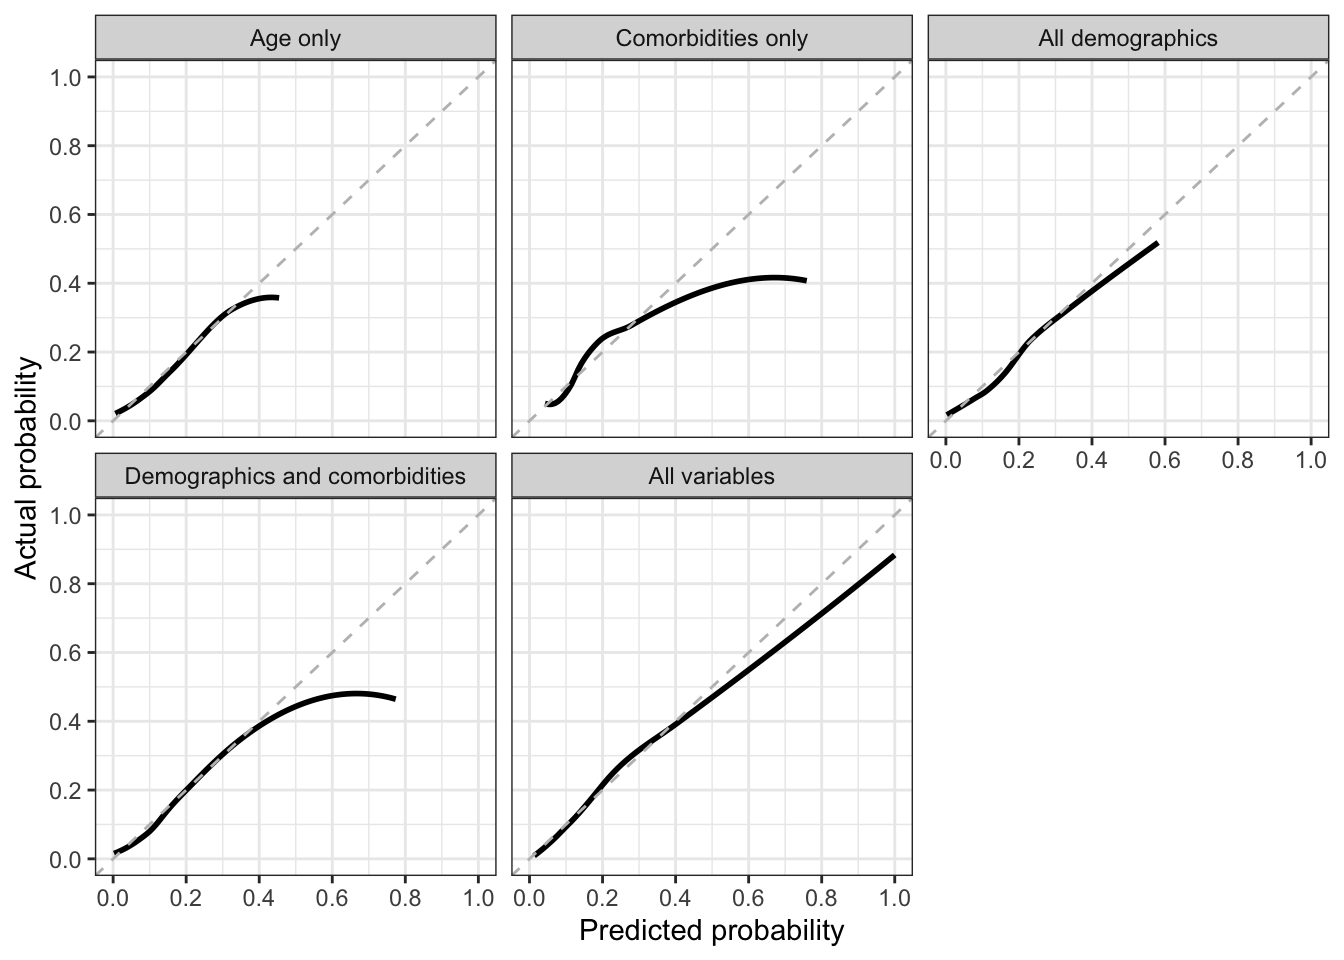 Age only
Comorbidities only
All demographics
1.0
0.8
0.6
0.4
0.2
0.0
0.0 0.2 0.4 0.6 0.8 1.0
Actual probability
Demographics and comorbidities
All variables
1.0
0.8
0.6
0.4
0.2
0.0
0.0 0.2 0.4 0.6 0.8 1.0
0.0 0.2 0.4 0.6 0.8 1.0
Predicted probability